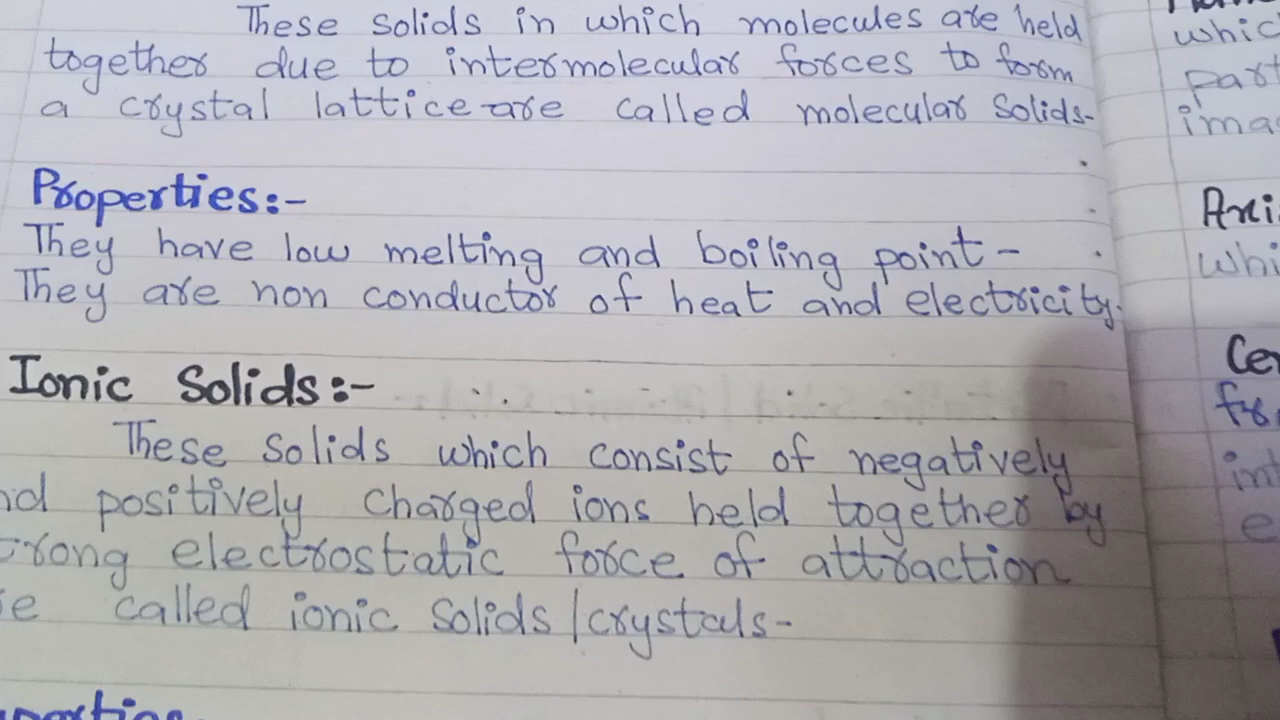 These solids in which molecules are held
together due to intermolecular forces to form
a crystal lattice are called molecular solids-
Properties:-
They have low melting and boiling point-
They are non conductor of heat and electricity.
Ionic Solids:-
These solids which consist of negatively
positively charged ions held together by
electrostatic force of attraction
called ionic solids/crystals-